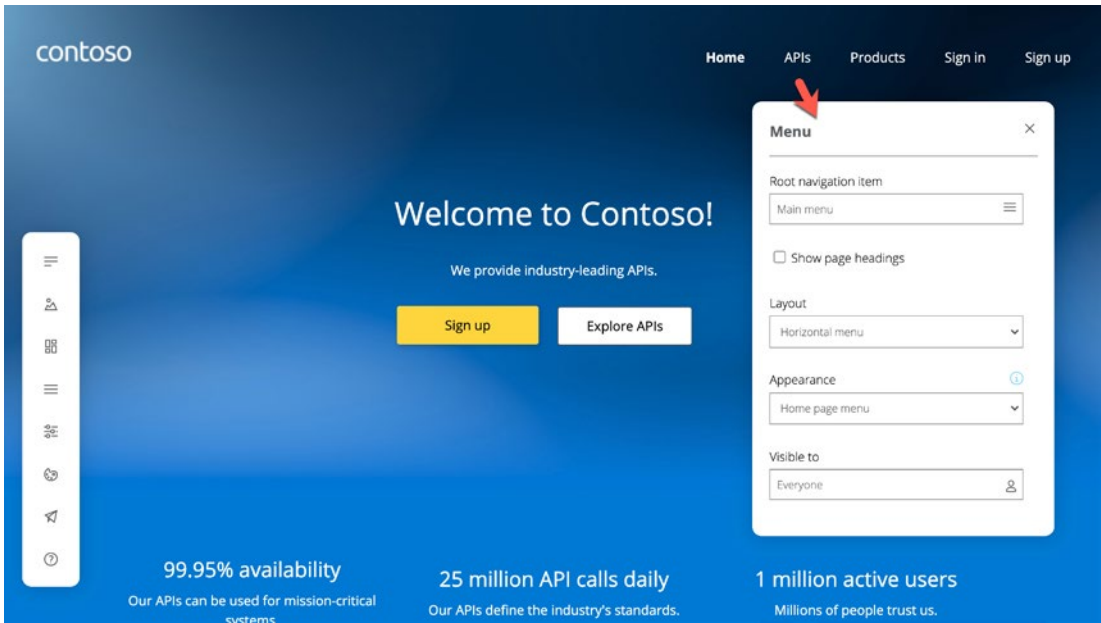 contoso
Home APIs Products Sign in Sign up
Menu
Root navigation item
Main menu
Show page headings
Layout
Horizontal menu
Appearance
Home page menu
Visible to
Everyone
Welcome to Contoso!
We provide industry-leading APIs.
Sign up Explore APIs
99.95% availability
Our APIs can be used for mission-critical
systems
25 million API calls daily
Our APIs define the industry's standards.
1 million active users
Millions of people trust us.